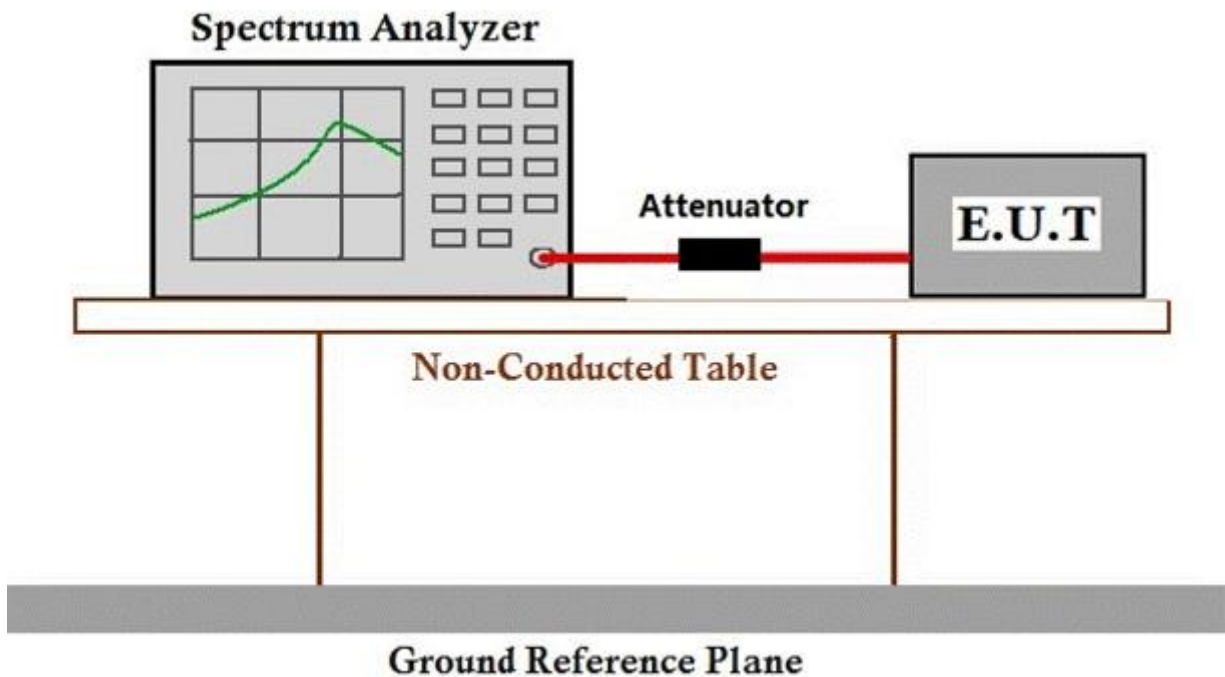 Spectrum Analyzer
Attenuator
E.U.T
Non-Conducted Table
Ground Reference Plane